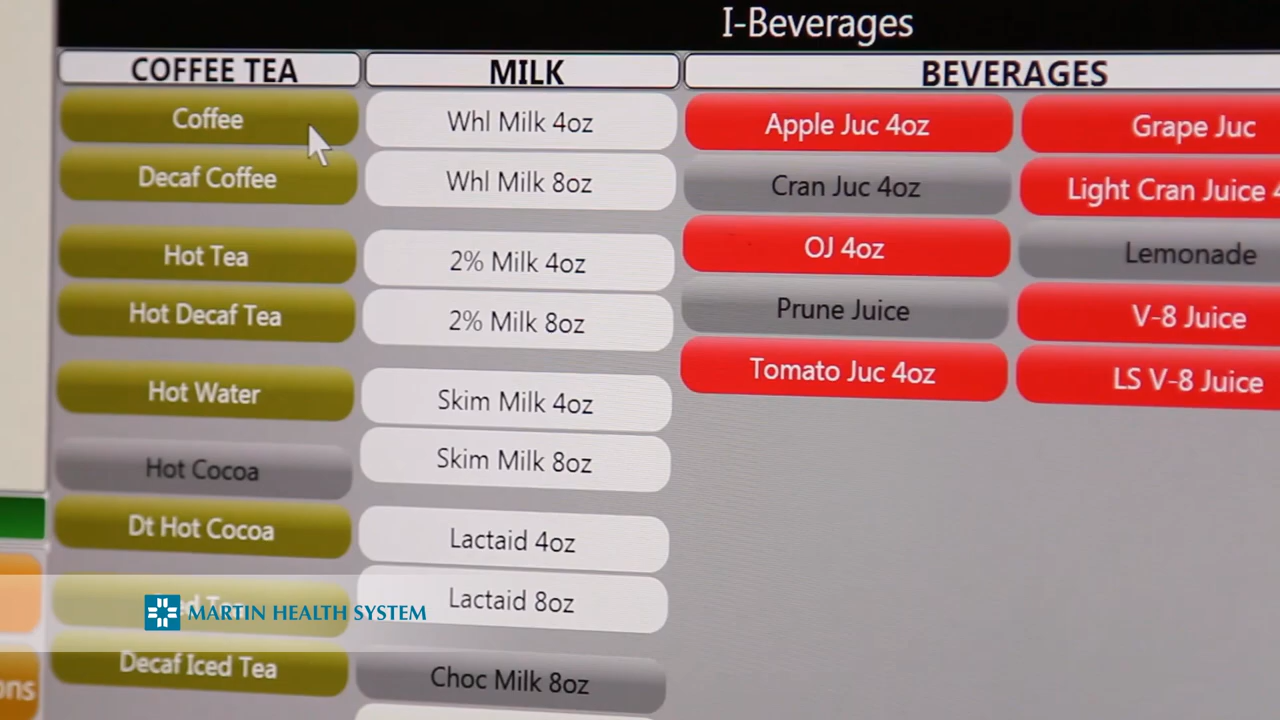 I-Beverages
COFFEE TEA
MILK
BEVERAGES
Coffee
Decaf Coffee
Hot Tea
Hot Decaf Tea
Hot Water
Hot Cocoa
Dt Hot Cocoa
Decaf Iced Tea
Whl Milk 4oz
Whl Milk 8oz
2% Milk 4oz
2% Milk 8oz
Skim Milk 4oz
Skim Milk 8oz
Lactaid 4oz
Lactaid 8oz
Choc Milk 8oz
Apple Juc 4oz
Cran Juc 4oz
OJ 4oz
Prune Juice
Tomato Juc 4oz
Grape Juc
Light Cran Juice 4
Lemonade
V-8 Juice
LS V-8 Juice
ons
MARTIN HEALTH SYSTEM